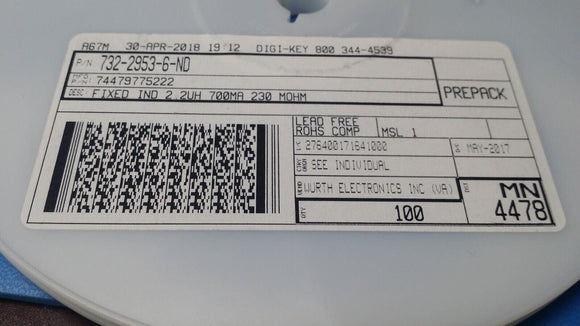 A67M 30-APR-2018 19:12 DIGI-KEY 800 344-4539
P/N: 732-2953-6-ND
MFG P/N: 74479775222
DESC: FIXED IND 2.2UH 700MA 230 MOHM
PREPACK
LEAD FREE
ROHS COMP MSL 1
276400171641000 MAY-2017
SEE INDIVIDUAL
WURTH ELECTRONICS INC (VA)
QTY 100
MN
4478